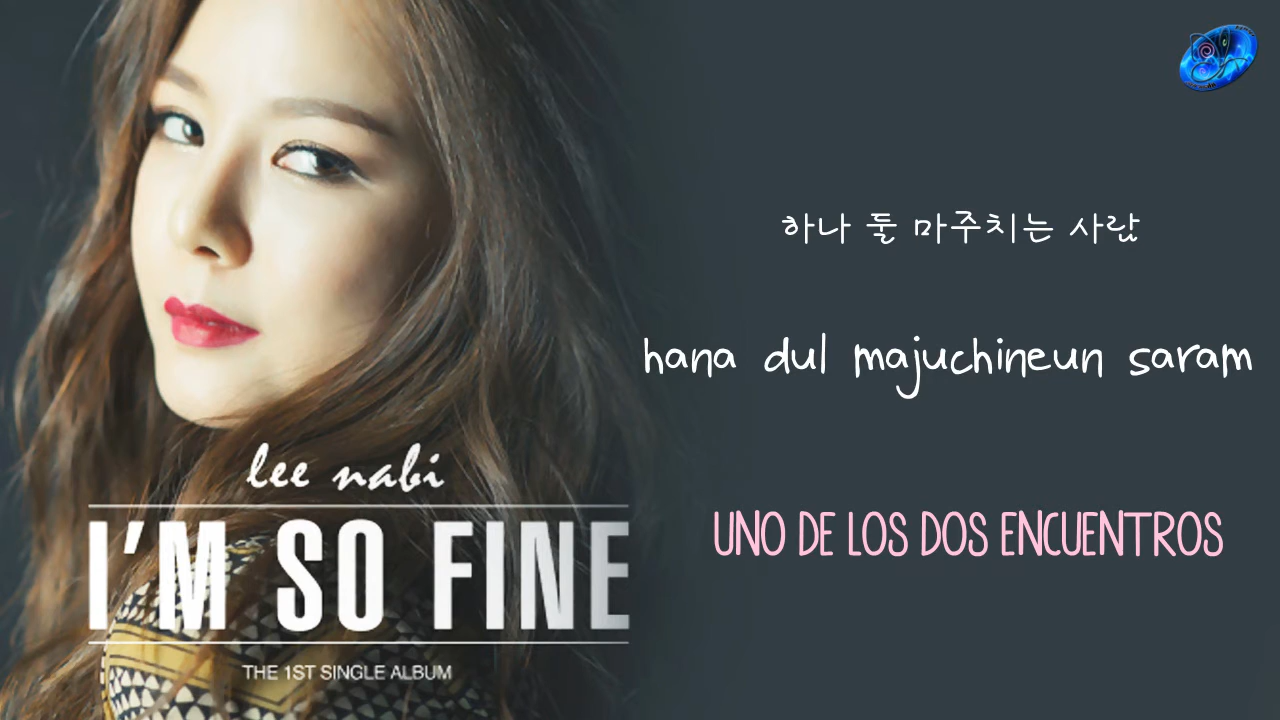 lee nabi
I'M SO FINE
THE 1ST SINGLE ALBUM
하나 둘 마주치는 사람
hana dul majuchineun saram
UNO DE LOS DOS ENCUENTROS